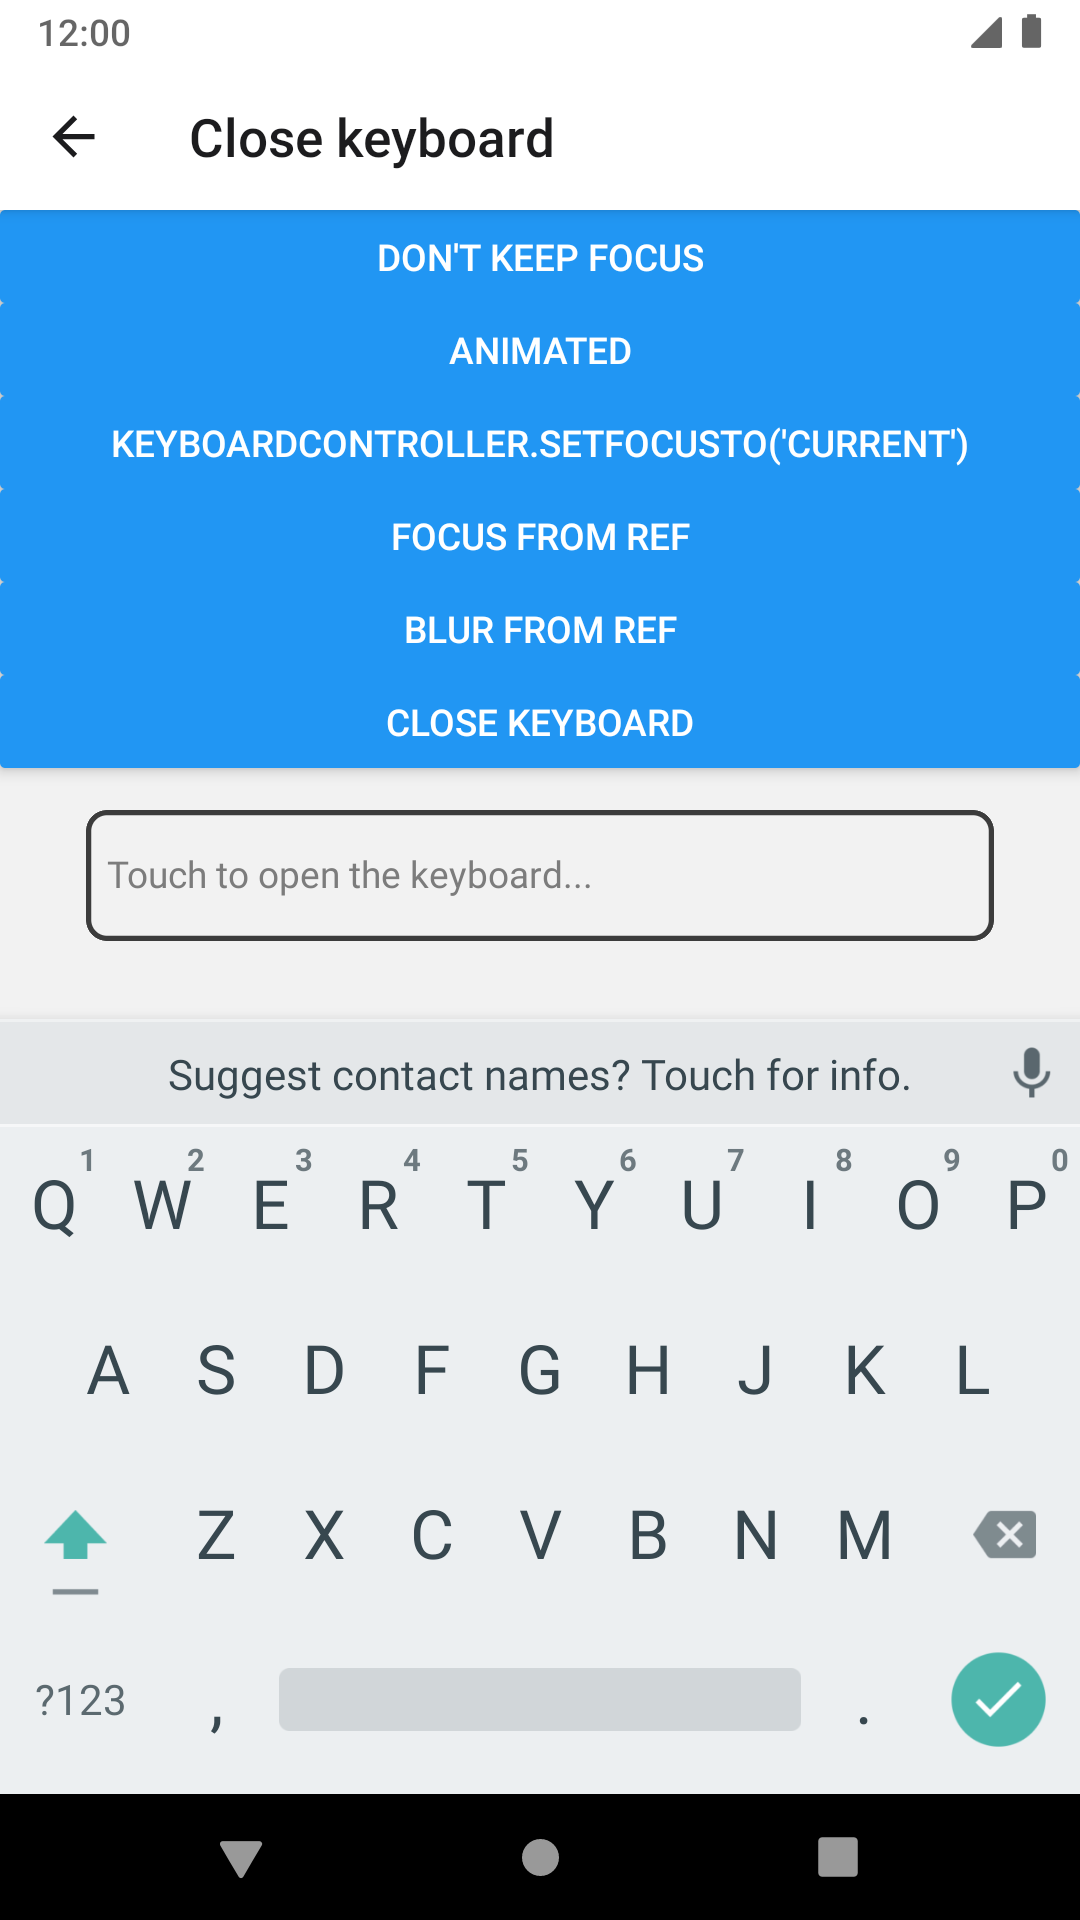 12:00
Close keyboard
DON'T KEEP FOCUS
ANIMATED
KEYBOARDCONTROLLER.SETFOCUSTO('CURRENT')
FOCUS FROM REF
BLUR FROM REF
CLOSE KEYBOARD
Touch to open the keyboard...
Suggest contact names? Touch for info.
1 2 3 4 5 6 7 8 9 0
Q W E R T Y U I O P
A S D F G H J K L
Z X C V B N M
?123 , .